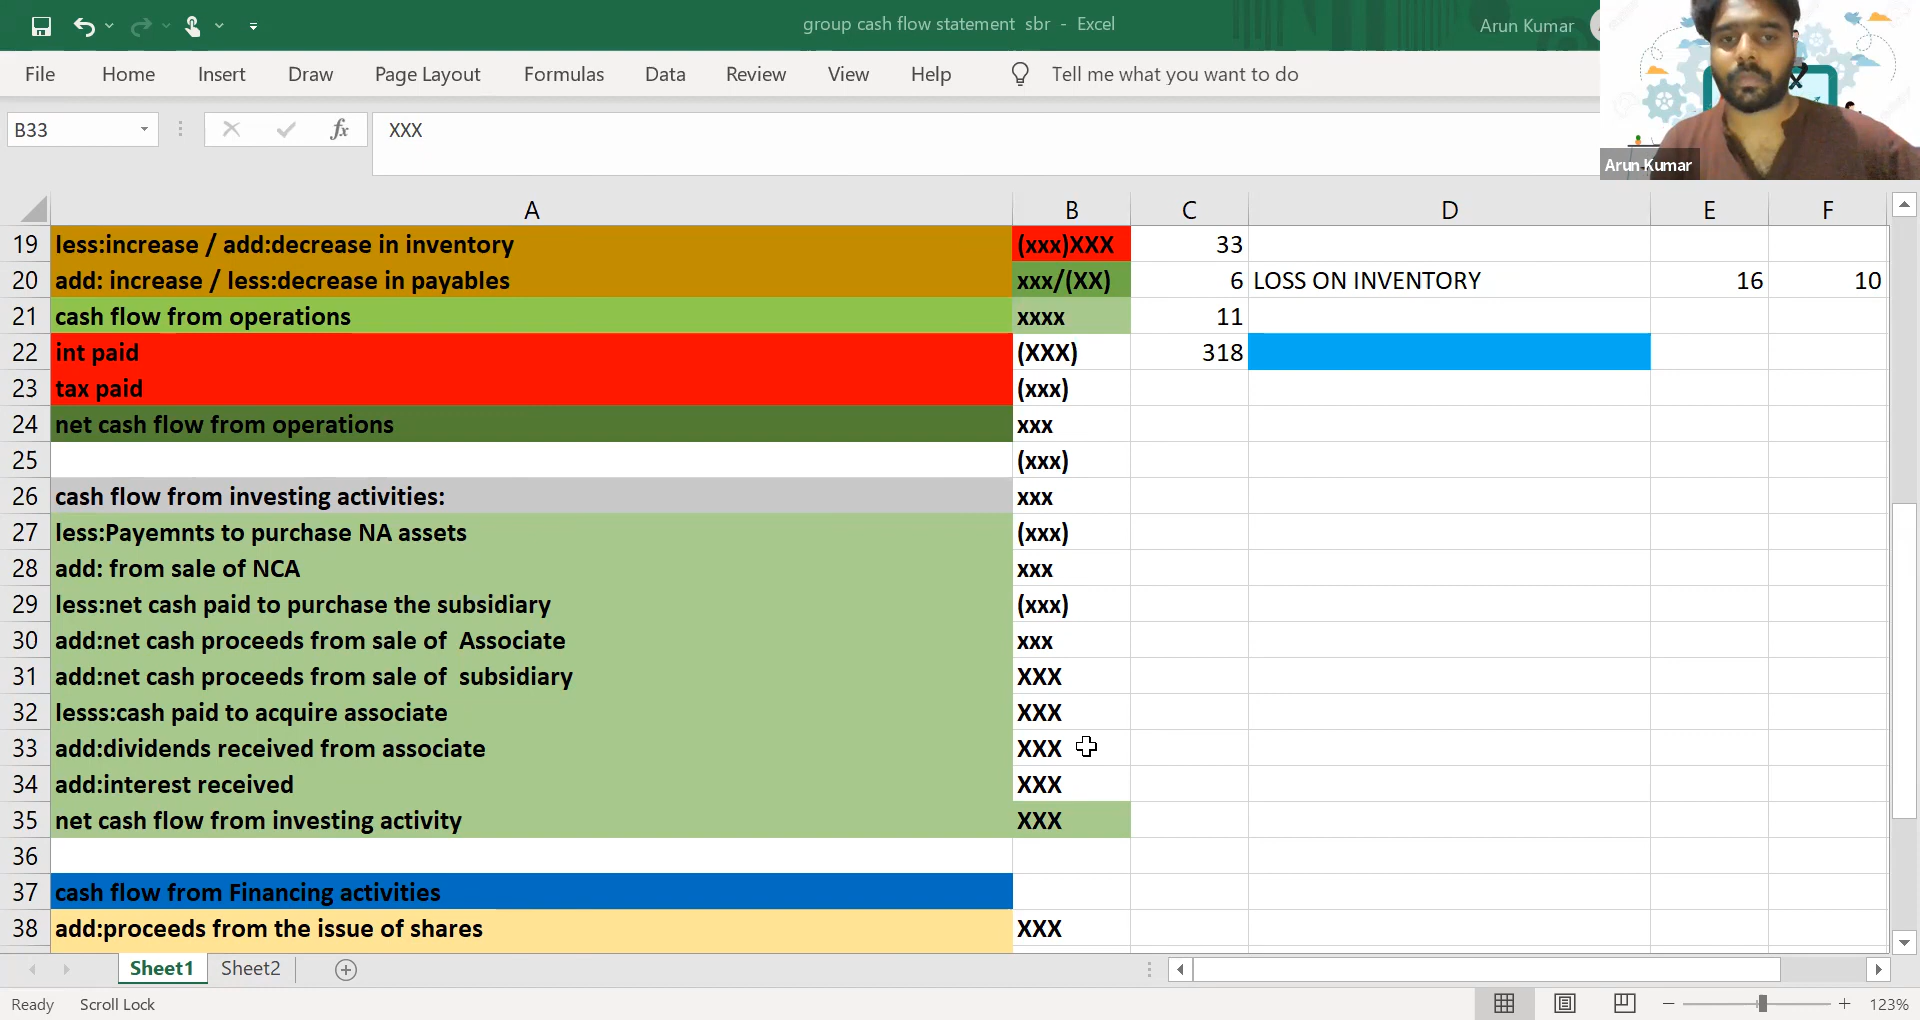 group cash flow statement sbr - Excel
Arun Kumar
File Home Insert Draw Page Layout Formulas Data Review View Help Tell me what you want to do
B33 fx XXX
Arun Kumar
A B C D E F
19 less:increase / add:decrease in inventory (xxx)XXX 33
20 add: increase / less:decrease in payables xxx/(XX) 6 LOSS ON INVENTORY 16 10
21 cash flow from operations xxxx 11
22 int paid (XXX) 318
23 tax paid (xxx)
24 net cash flow from operations xxx
25 (xxx)
26 cash flow from investing activities: xxx
27 less:Payemnts to purchase NA assets (xxx)
28 add: from sale of NCA xxx
29 less:net cash paid to purchase the subsidiary (xxx)
30 add:net cash proceeds from sale of Associate xxx
31 add:net cash proceeds from sale of subsidiary XXX
32 lesss:cash paid to acquire associate XXX
33 add:dividends received from associate XXX
34 add:interest received XXX
35 net cash flow from investing activity XXX
36
37 cash flow from Financing activities
38 add:proceeds from the issue of shares XXX
Sheet1 Sheet2
Ready Scroll Lock 123%